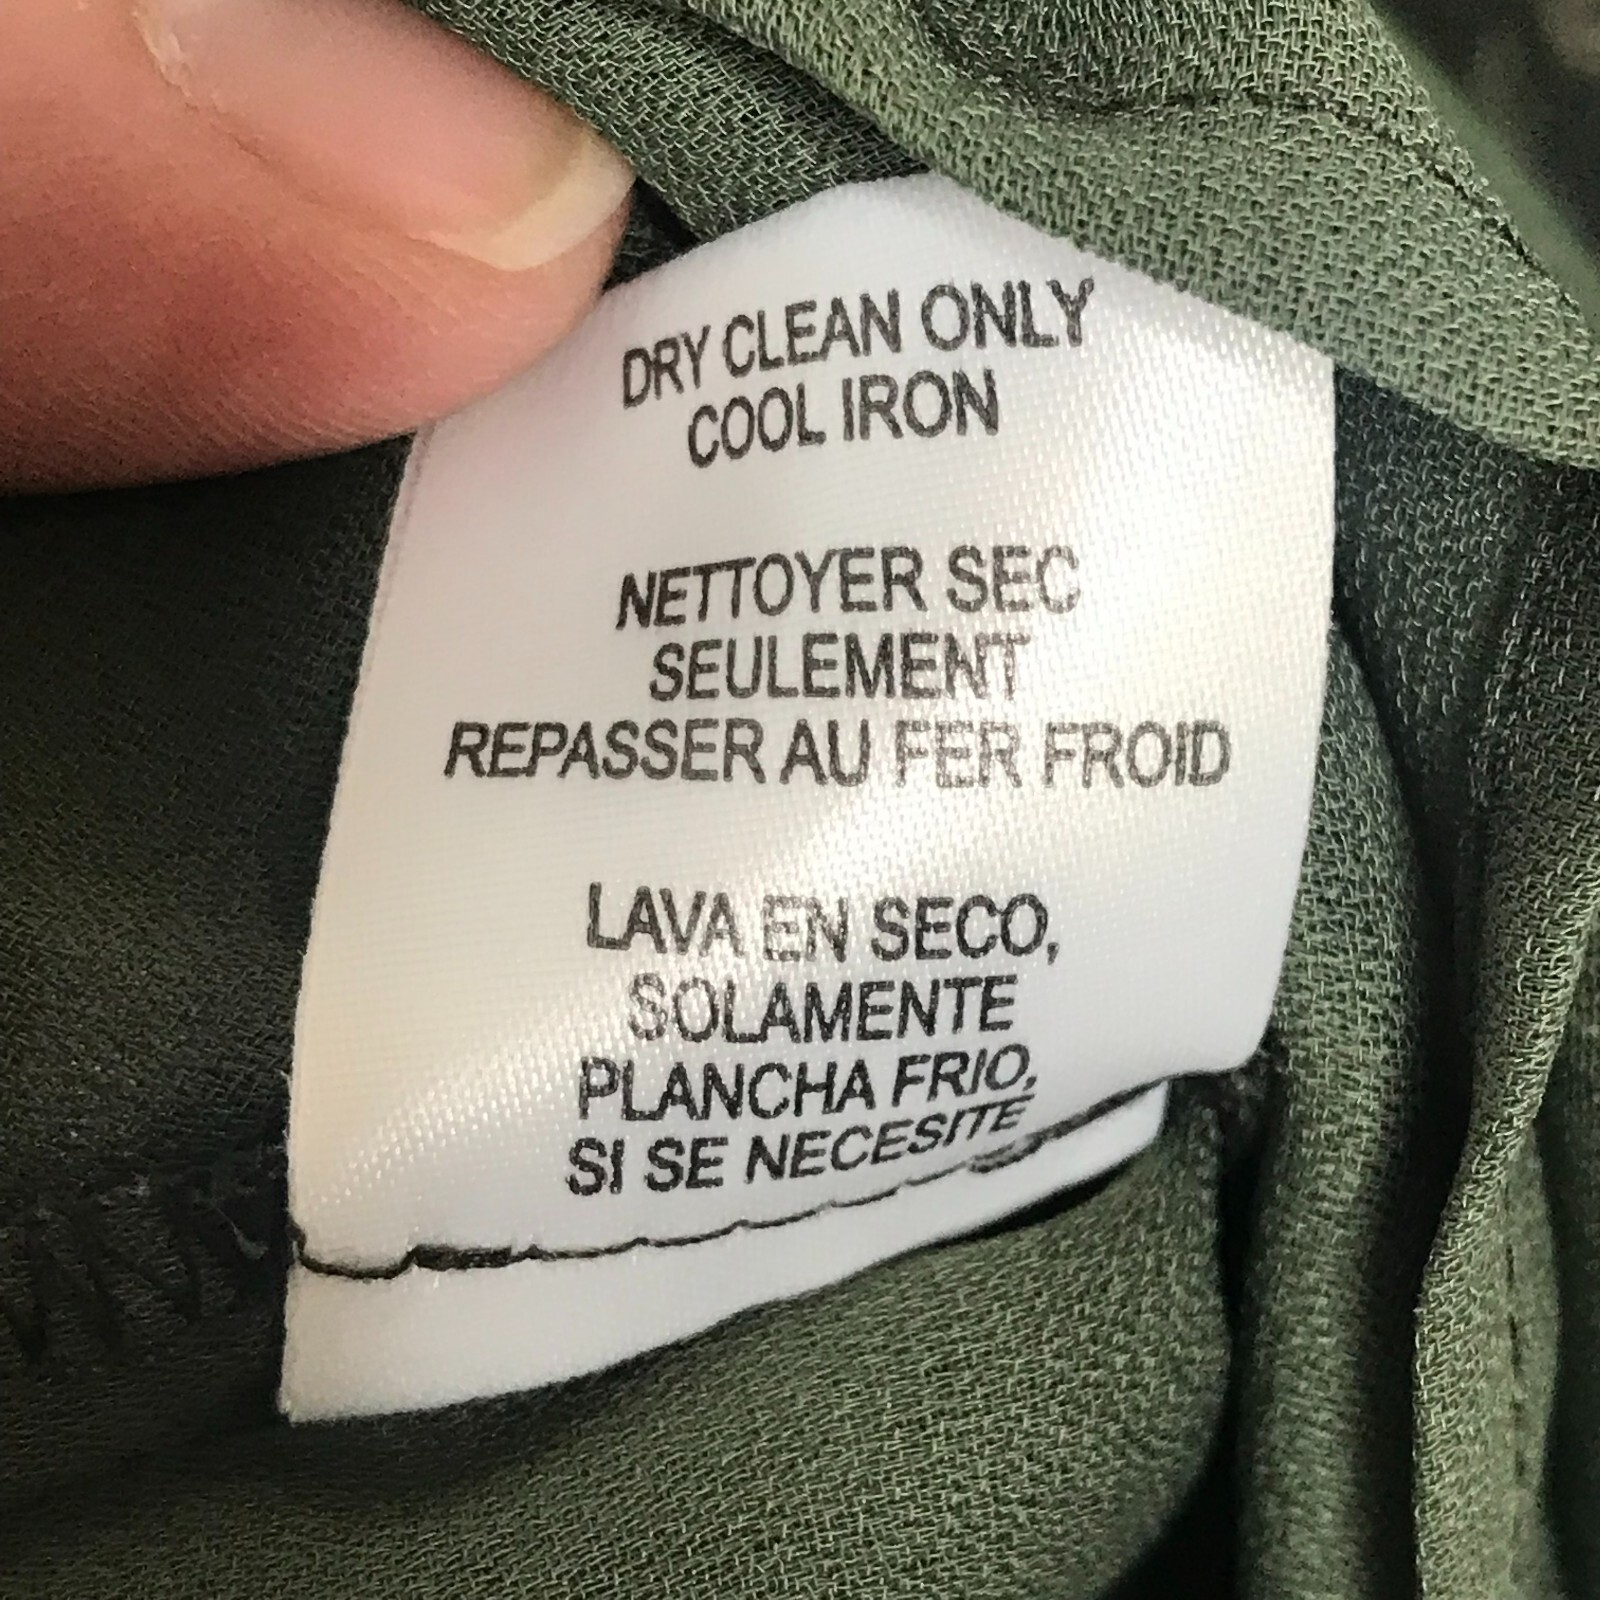 DRY CLEAN ONLY
COOL IRON
NETTOYER SEC
SEULEMENT
REPASSER AU FER FROID
LAVA EN SECO,
SOLAMENTE
PLANCHA FRIO,
SI SE NECESITE